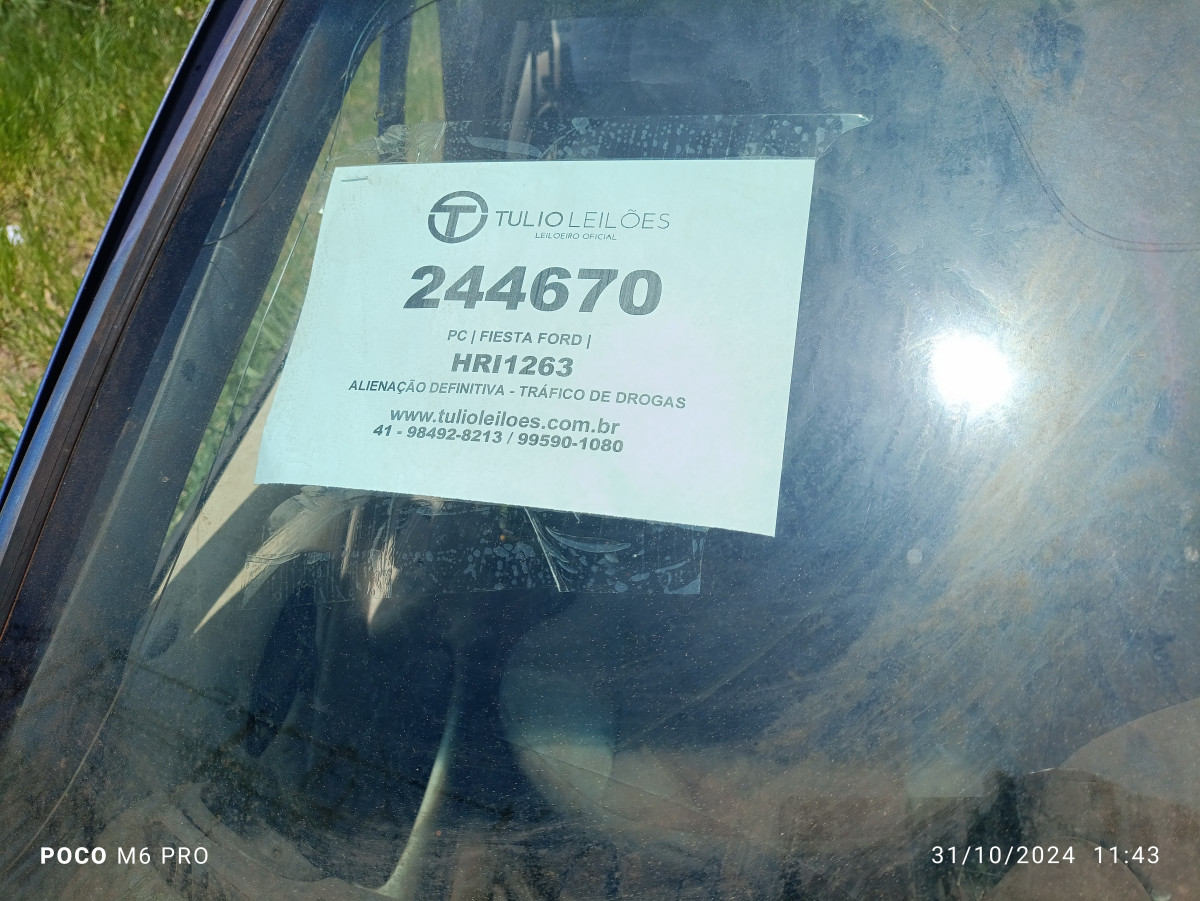 TULIO LEILÕES
LEILOEIRO OFICIAL
244670
PC | FIESTA FORD |
HRI1263
ALIENAÇÃO DEFINITIVA - TRÁFICO DE DROGAS
www.tulioleiloes.com.br
41 - 98492-8213 / 99590-1080
POCO M6 PRO
31/10/2024 11:43